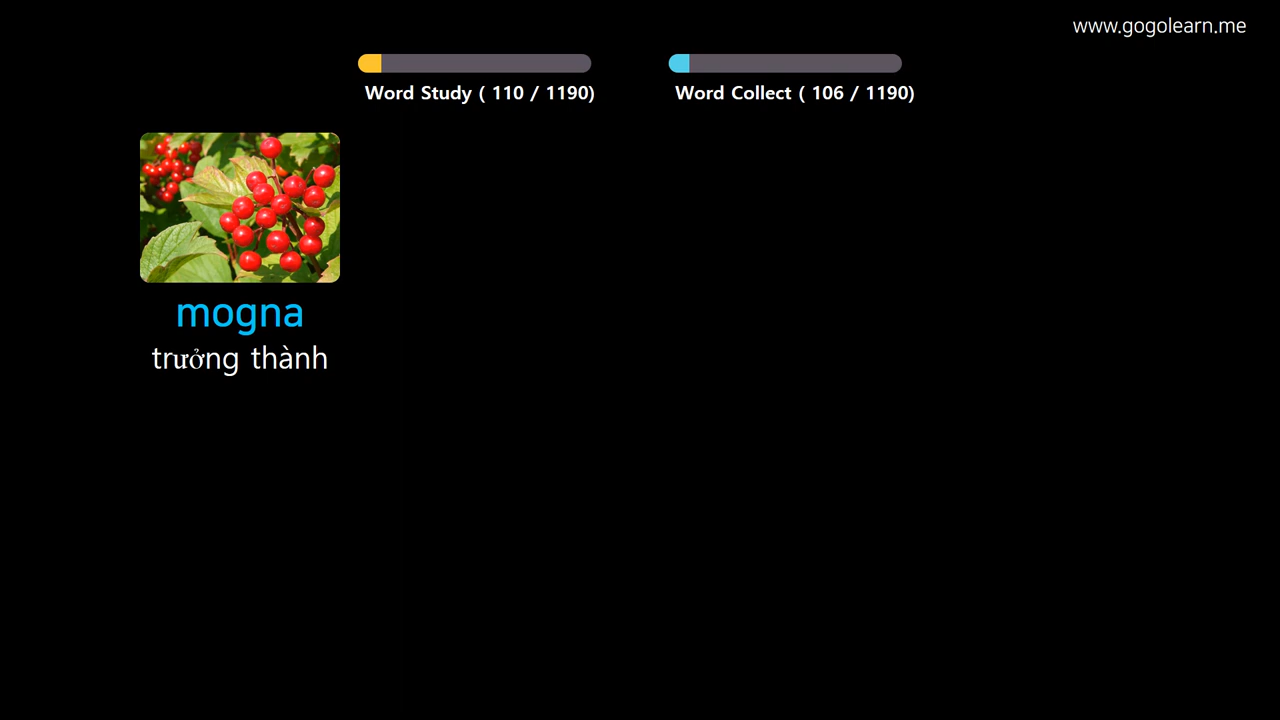 www.gogolearn.me
Word Study ( 110 / 1190)
Word Collect ( 106 / 1190)
mogna
trưởng thành